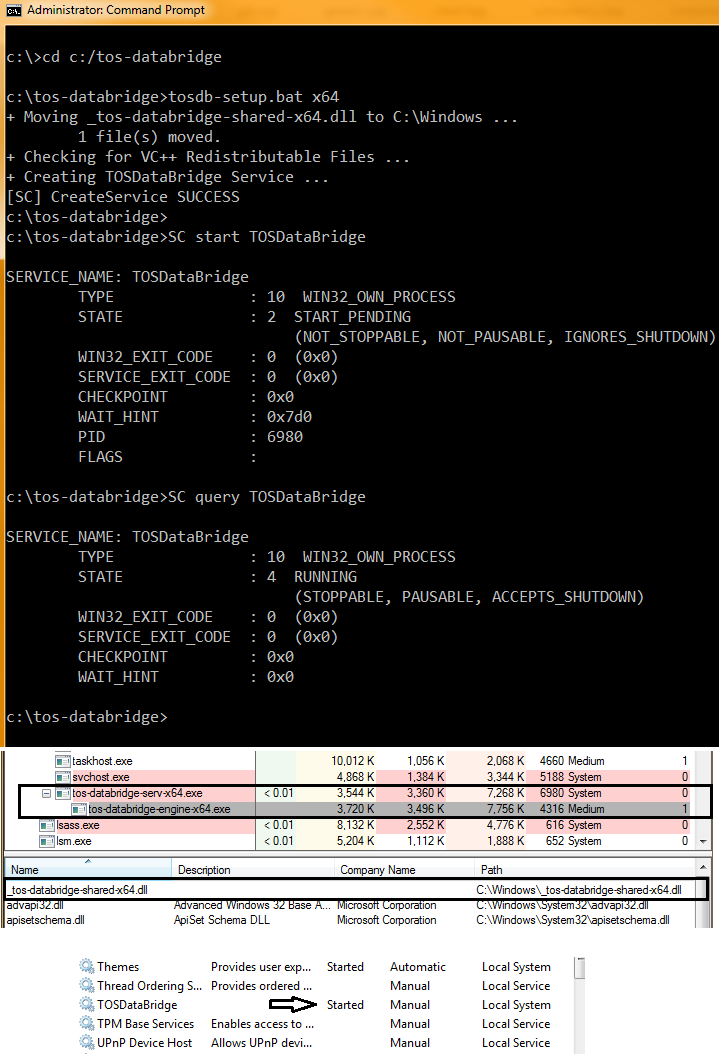 Administrator: Command Prompt
c:\>cd c:/tos-databridge
c:\tos-databridge>tosdb-setup.bat x64
+ Moving _tos-databridge-shared-x64.dll to C:\Windows ...
1 file(s) moved.
+ Checking for VC++ Redistributable Files ...
+ Creating TOSDataBridge Service ...
[SC] CreateService SUCCESS
c:\tos-databridge>
c:\tos-databridge>SC start TOSDataBridge
SERVICE_NAME: TOSDataBridge
TYPE : 10 WIN32_OWN_PROCESS
STATE : 2 START_PENDING
(NOT_STOPPABLE, NOT_PAUSABLE, IGNORES_SHUTDOWN)
WIN32_EXIT_CODE : 0 (0x0)
SERVICE_EXIT_CODE : 0 (0x0)
CHECKPOINT : 0x0
WAIT_HINT : 0x7d0
PID : 6980
FLAGS :
c:\tos-databridge>SC query TOSDataBridge
SERVICE_NAME: TOSDataBridge
TYPE : 10 WIN32_OWN_PROCESS
STATE : 4 RUNNING
(STOPPABLE, PAUSABLE, ACCEPTS_SHUTDOWN)
WIN32_EXIT_CODE : 0 (0x0)
SERVICE_EXIT_CODE : 0 (0x0)
CHECKPOINT : 0x0
WAIT_HINT : 0x0
c:\tos-databridge>
taskhost.exe 10,012 K 1,056 K 2,068 K 4660 Medium 1
svchost.exe 4,868 K 1,384 K 3,344 K 5188 System 0
tos-databridge-serv-x64.exe < 0.01 3,544 K 3,360 K 7,268 K 6980 System 0
tos-databridge-engine-x64.exe 3,720 K 3,496 K 7,756 K 4316 Medium 1
lsass.exe < 0.01 8,132 K 2,552 K 4,776 K 616 System 0
lsm.exe < 0.01 5,204 K 1,112 K 1,888 K 652 System 0
Name Description Company Name Path
_tos-databridge-shared-x64.dll C:\Windows\_tos-databridge-shared-x64.dll
advapi32.dll Advanced Windows 32 Base A... Microsoft Corporation C:\Windows\System32\advapi32.dll
apisetschema.dll ApiSet Schema DLL Microsoft Corporation C:\Windows\System32\apisetschema.dll
Themes Provides user exp... Started Automatic Local System
Thread Ordering S... Provides ordered ... Manual Local Service
TOSDataBridge Started Manual Local System
TPM Base Services Enables access to ... Manual Local Service
UPnP Device Host Allows UPnP devi... Manual Local Service